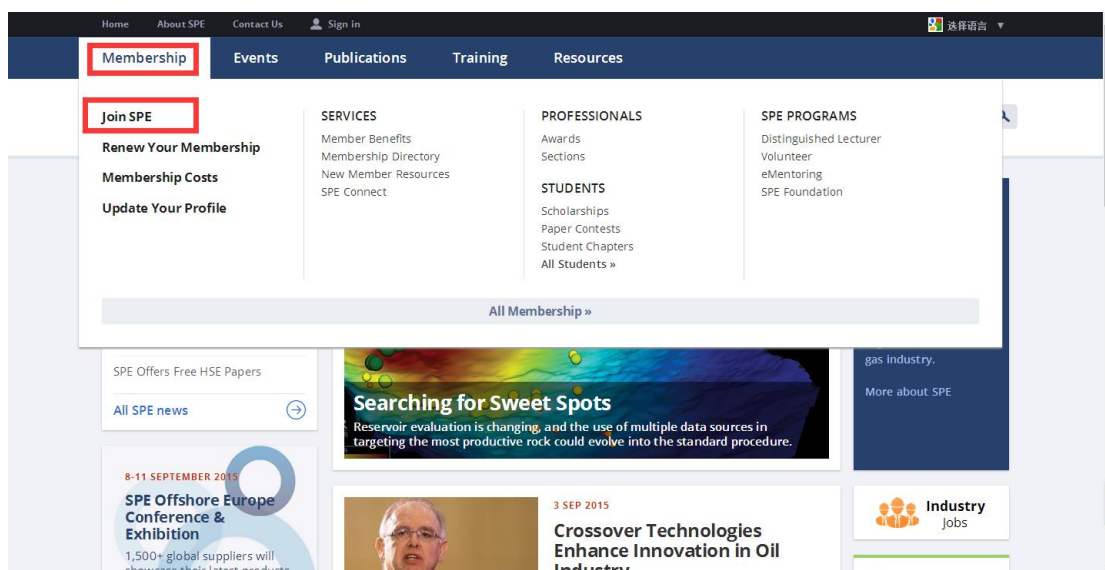 Home About SPE Contact Us Sign in 选择语言 ▼
Membership Events Publications Training Resources
Join SPE
Renew Your Membership
Membership Costs
Update Your Profile
SERVICES
Member Benefits
Membership Directory
New Member Resources
SPE Connect
PROFESSIONALS
Awards
Sections
STUDENTS
Scholarships
Paper Contests
Student Chapters
All Students »
SPE PROGRAMS
Distinguished Lecturer
Volunteer
eMentoring
SPE Foundation
All Membership »
SPE Offers Free HSE Papers
All SPE news
Searching for Sweet Spots
Reservoir evaluation is changing, and the use of multiple data sources in
targeting the most productive rock could evolve into the standard procedure.
gas industry.
More about SPE
8-11 SEPTEMBER 2015
SPE Offshore Europe
Conference &
Exhibition
1,500+ global suppliers will
showcase their latest products
3 SEP 2015
Crossover Technologies
Enhance Innovation in Oil
Industry
Industry
Jobs